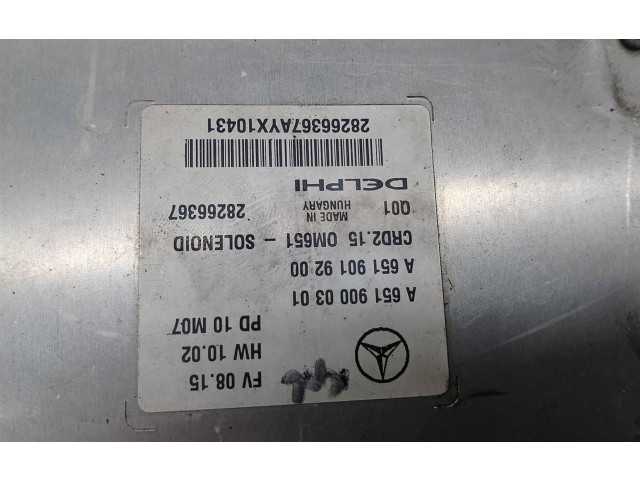 FV 08.15
HW 10.02
PD 10 M07
A 651 900 03 01
A 651 901 92 00
CRD2.15 OM651 - SOLENOID
Q01 MADE IN HUNGARY 28266367
DELPHI
28266367AYX10431